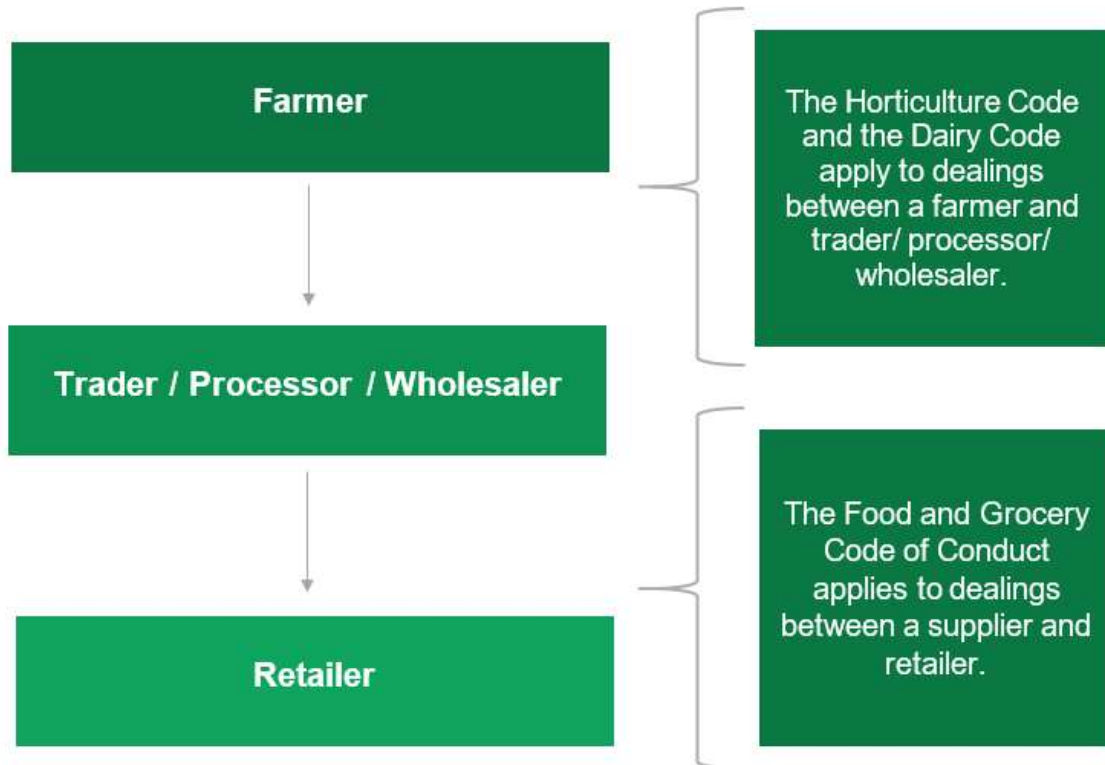 Farmer
The Horticulture Code
and the Dairy Code
apply to dealings
between a farmer and
trader/ processor/
wholesaler.
Trader / Processor / Wholesaler
The Food and Grocery
Code of Conduct
applies to dealings
between a supplier and
retailer.
Retailer